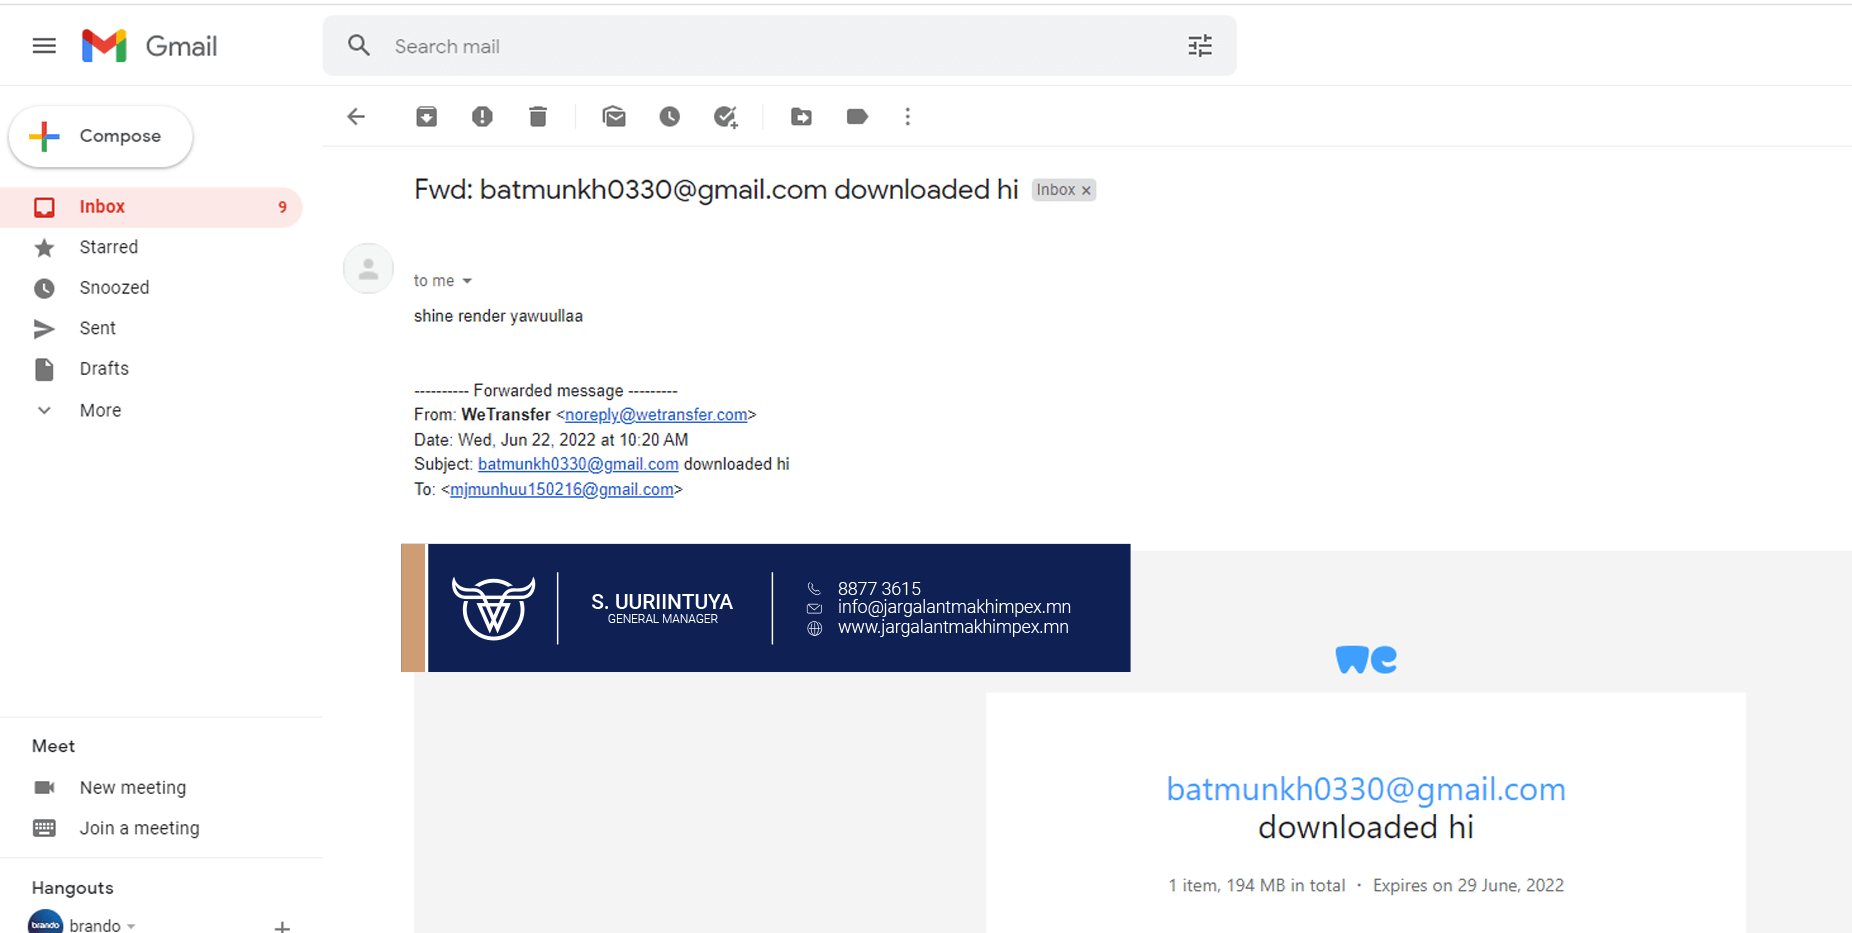 Gmail
Search mail
Compose
Inbox 9
Starred
Snoozed
Sent
Drafts
More
Meet
New meeting
Join a meeting
Hangouts
brando
brando
Fwd: batmunkh0330@gmail.com downloaded hi
Inbox x
to me
shine render yawuullaa
---------- Forwarded message ---------
From: WeTransfer <noreply@wetransfer.com>
Date: Wed, Jun 22, 2022 at 10:20 AM
Subject: batmunkh0330@gmail.com downloaded hi
To: <mjmunhuu150216@gmail.com>
S. UURIINTUYA
GENERAL MANAGER
8877 3615
info@jargalantmakhimpex.mn
www.jargalantmakhimpex.mn
we
batmunkh0330@gmail.com
downloaded hi
1 item, 194 MB in total · Expires on 29 June, 2022